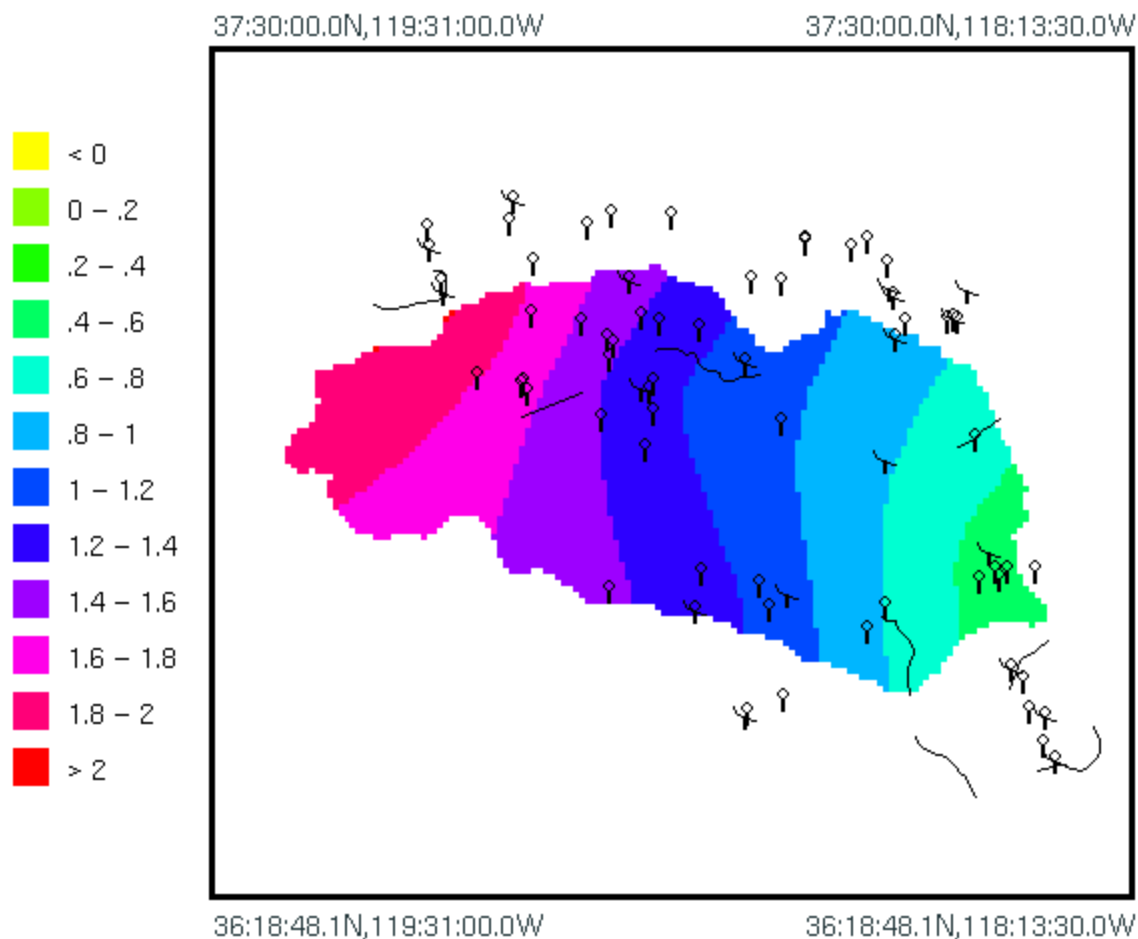 37:30:00.0N,119:31:00.0W 37:30:00.0N,118:13:30.0W
< 0
0 – .2
.2 – .4
.4 – .6
.6 – .8
.8 – 1
1 – 1.2
1.2 – 1.4
1.4 – 1.6
1.6 – 1.8
1.8 – 2
> 2
36:18:48.1N,119:31:00.0W 36:18:48.1N,118:13:30.0W